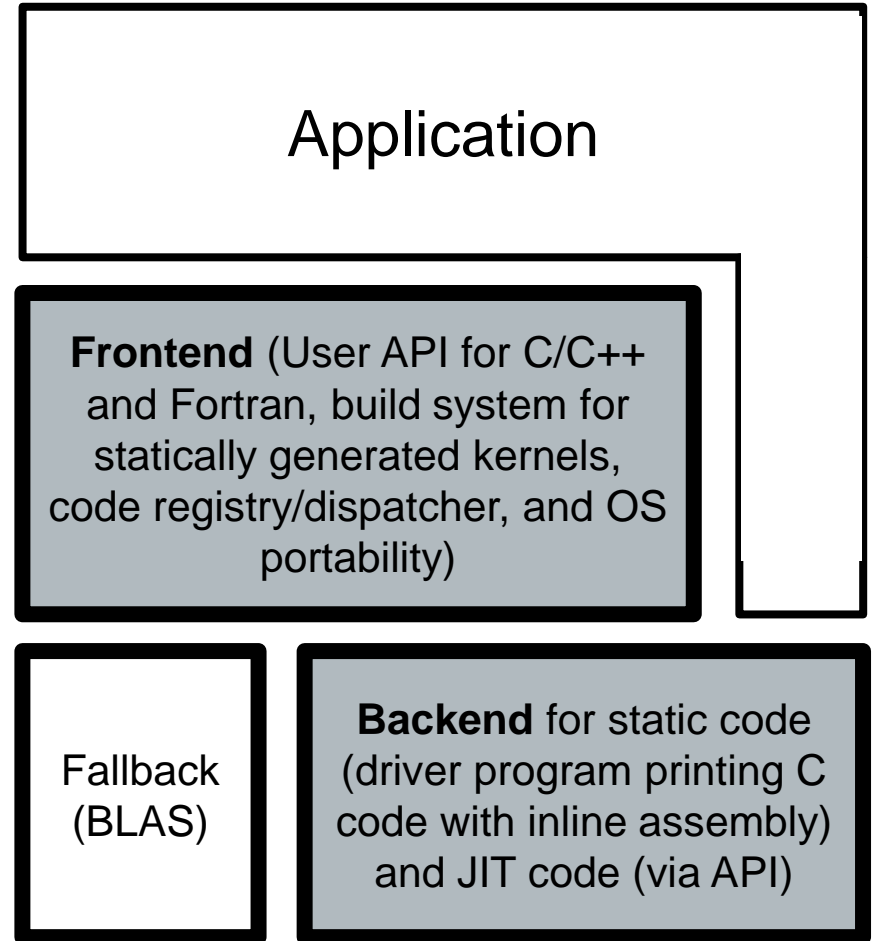 Application
Frontend (User API for C/C++
and Fortran, build system for
statically generated kernels,
code registry/dispatcher, and OS
portability)
Fallback
(BLAS)
Backend for static code
(driver program printing C
code with inline assembly)
and JIT code (via API)